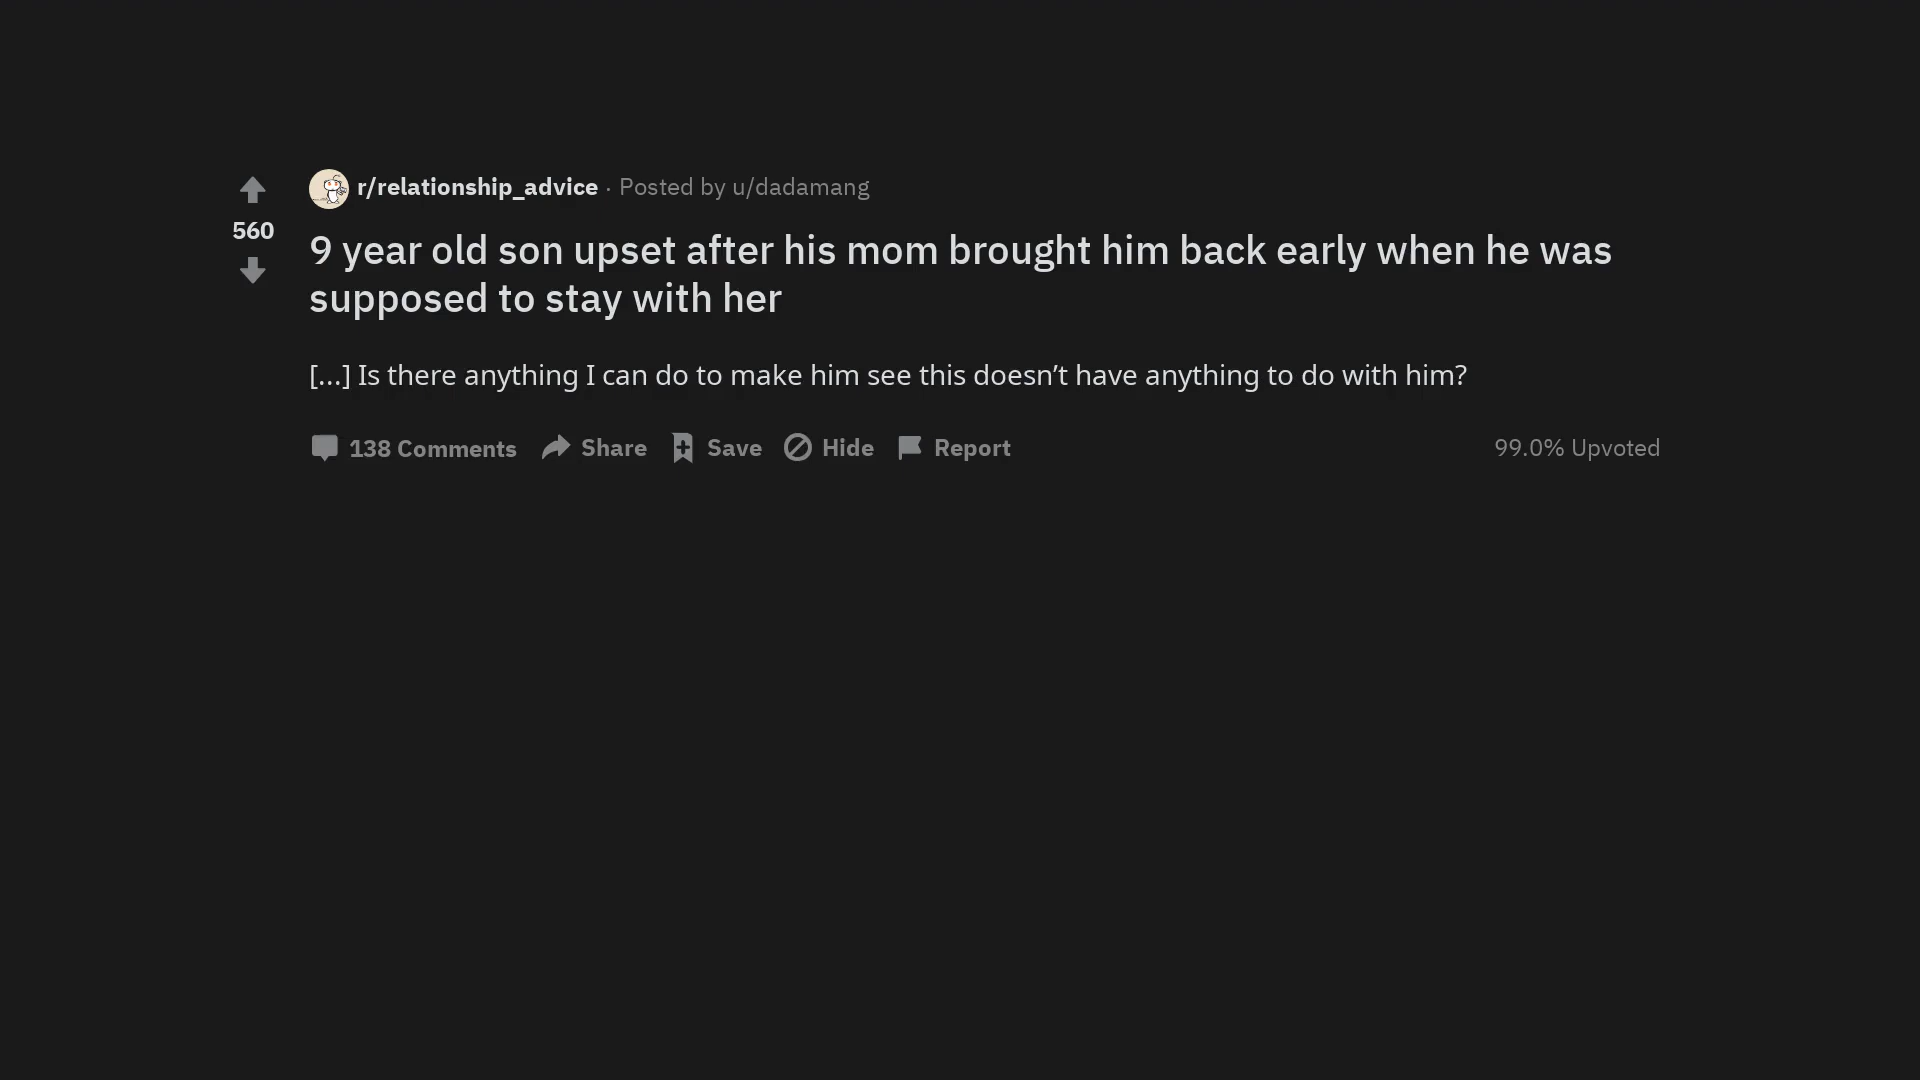 r/relationship_advice · Posted by u/dadamang
560
9 year old son upset after his mom brought him back early when he was
supposed to stay with her
[...] Is there anything I can do to make him see this doesn’t have anything to do with him?
138 Comments Share Save Hide Report 99.0% Upvoted